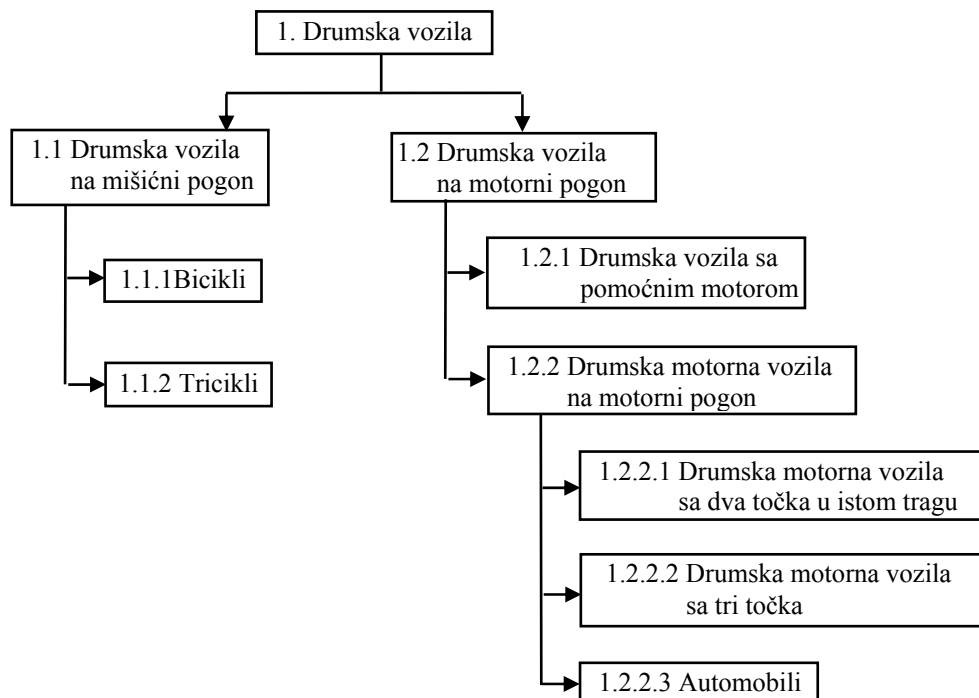 1. Drumska vozila
1.1 Drumska vozila
na mišićni pogon
1.2 Drumska vozila
na motorni pogon
1.1.1Bicikli
1.1.2 Tricikli
1.2.1 Drumska vozila sa
pomoćnim motorom
1.2.2 Drumska motorna vozila
na motorni pogon
1.2.2.1 Drumska motorna vozila
sa dva točka u istom tragu
1.2.2.2 Drumska motorna vozila
sa tri točka
1.2.2.3 Automobili